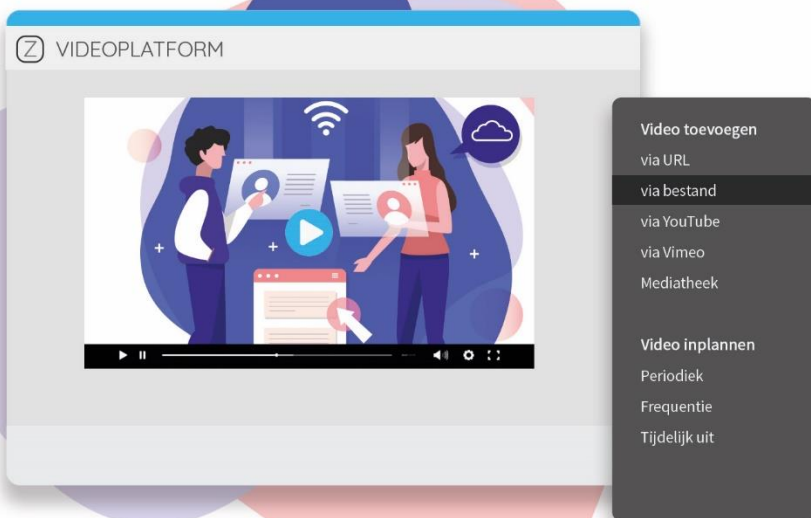 Z VIDEOPLATFORM
Video toevoegen
via URL
via bestand
via YouTube
via Vimeo
Mediatheek
Video inplannen
Periodiek
Frequentie
Tijdelijk uit